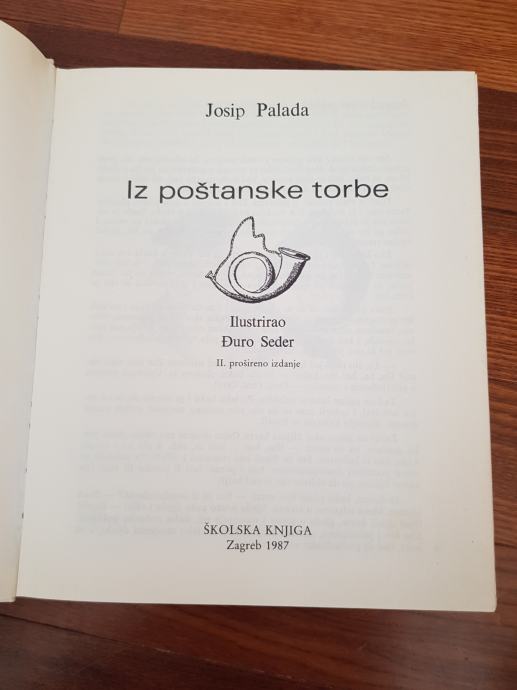 Josip Palada
Iz poštanske torbe
Ilustrirao
Đuro Seder
II. prošireno izdanje
ŠKOLSKA KNJIGA
Zagreb 1987